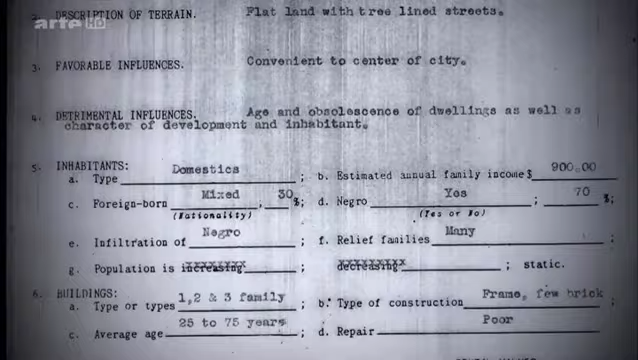 arte HD
2. DESCRIPTION OF TERRAIN. Flat land with tree lined streets.
3. FAVORABLE INFLUENCES. Convenient to center of city.
4. DETRIMENTAL INFLUENCES. Age and obsolescence of dwellings as well as
character of development and inhabitant.
5. INHABITANTS:
a. Type Domestics ; b. Estimated annual family income $ 900.00
c. Foreign-born Mixed , 30 %; d. Negro Yes ; 70 %;
(Nationality) (Yes or No)
e. Infiltration of Negro ; f. Relief families Many ;
g. Population is increasing ; decreasing ; static.
6. BUILDINGS:
a. Type or types 1,2 & 3 family ; b. Type of construction Frame, few brick
c. Average age 25 to 75 years ; d. Repair Poor